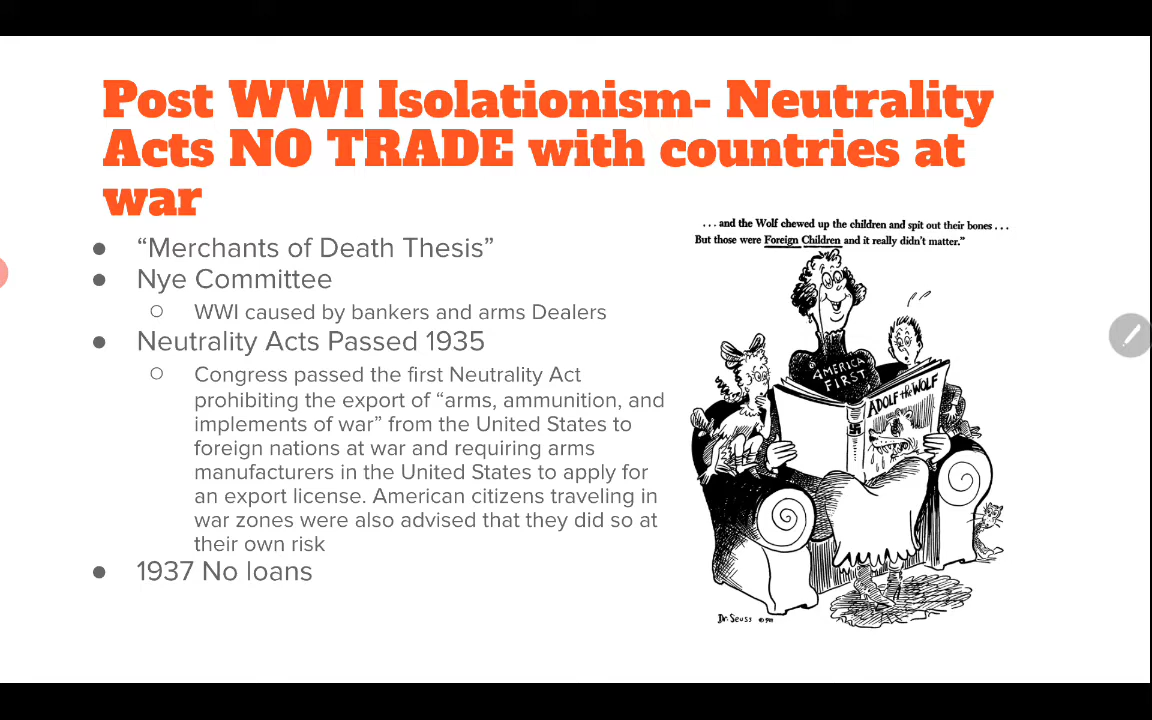 Post WWI Isolationism- Neutrality
Acts NO TRADE with countries at
war
● “Merchants of Death Thesis”
● Nye Committee
○ WWI caused by bankers and arms Dealers
● Neutrality Acts Passed 1935
○ Congress passed the first Neutrality Act
prohibiting the export of “arms, ammunition, and
implements of war” from the United States to
foreign nations at war and requiring arms
manufacturers in the United States to apply for
an export license. American citizens traveling in
war zones were also advised that they did so at
their own risk
● 1937 No loans
...and the Wolf chewed up the children and spit out their bones...
But those were Foreign Children and it really didn't matter.”
AMERICA
FIRST
ADOLF the WOLF
Dr. Seuss